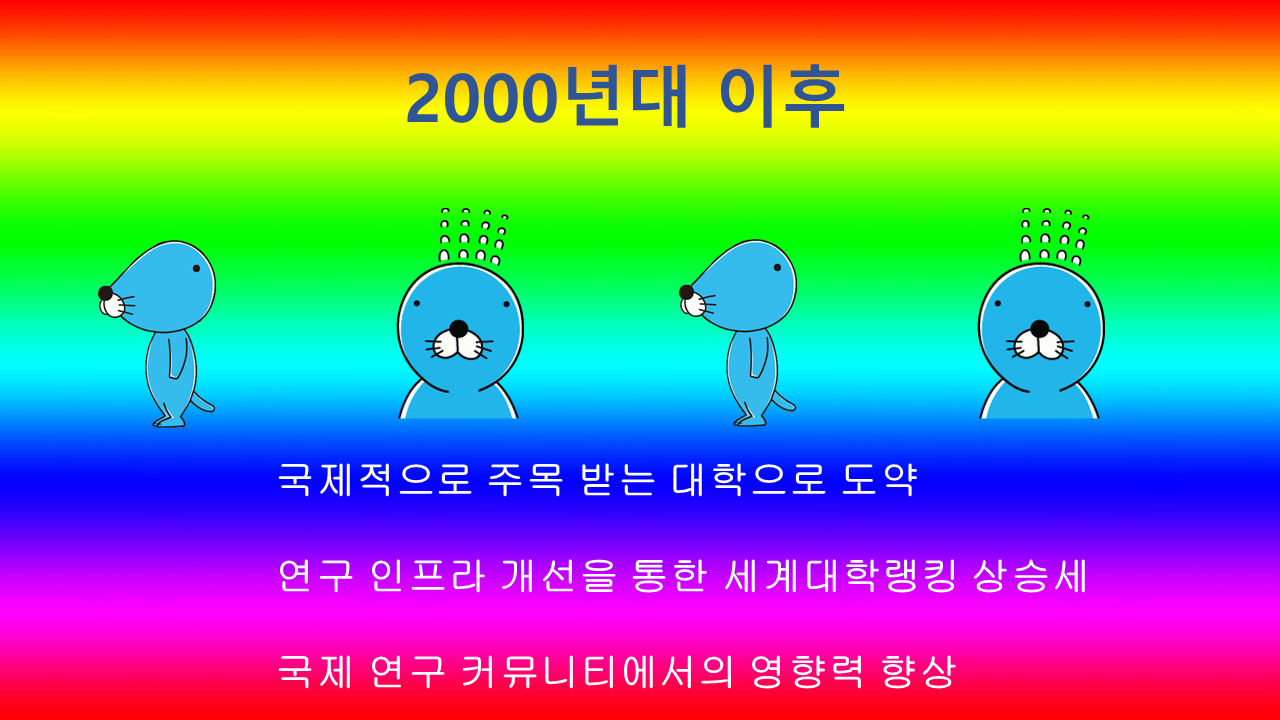 2000년대 이후
국제적으로 주목 받는 대학으로 도약
연구 인프라 개선을 통한 세계대학랭킹 상승세
국제 연구 커뮤니티에서의 영향력 향상